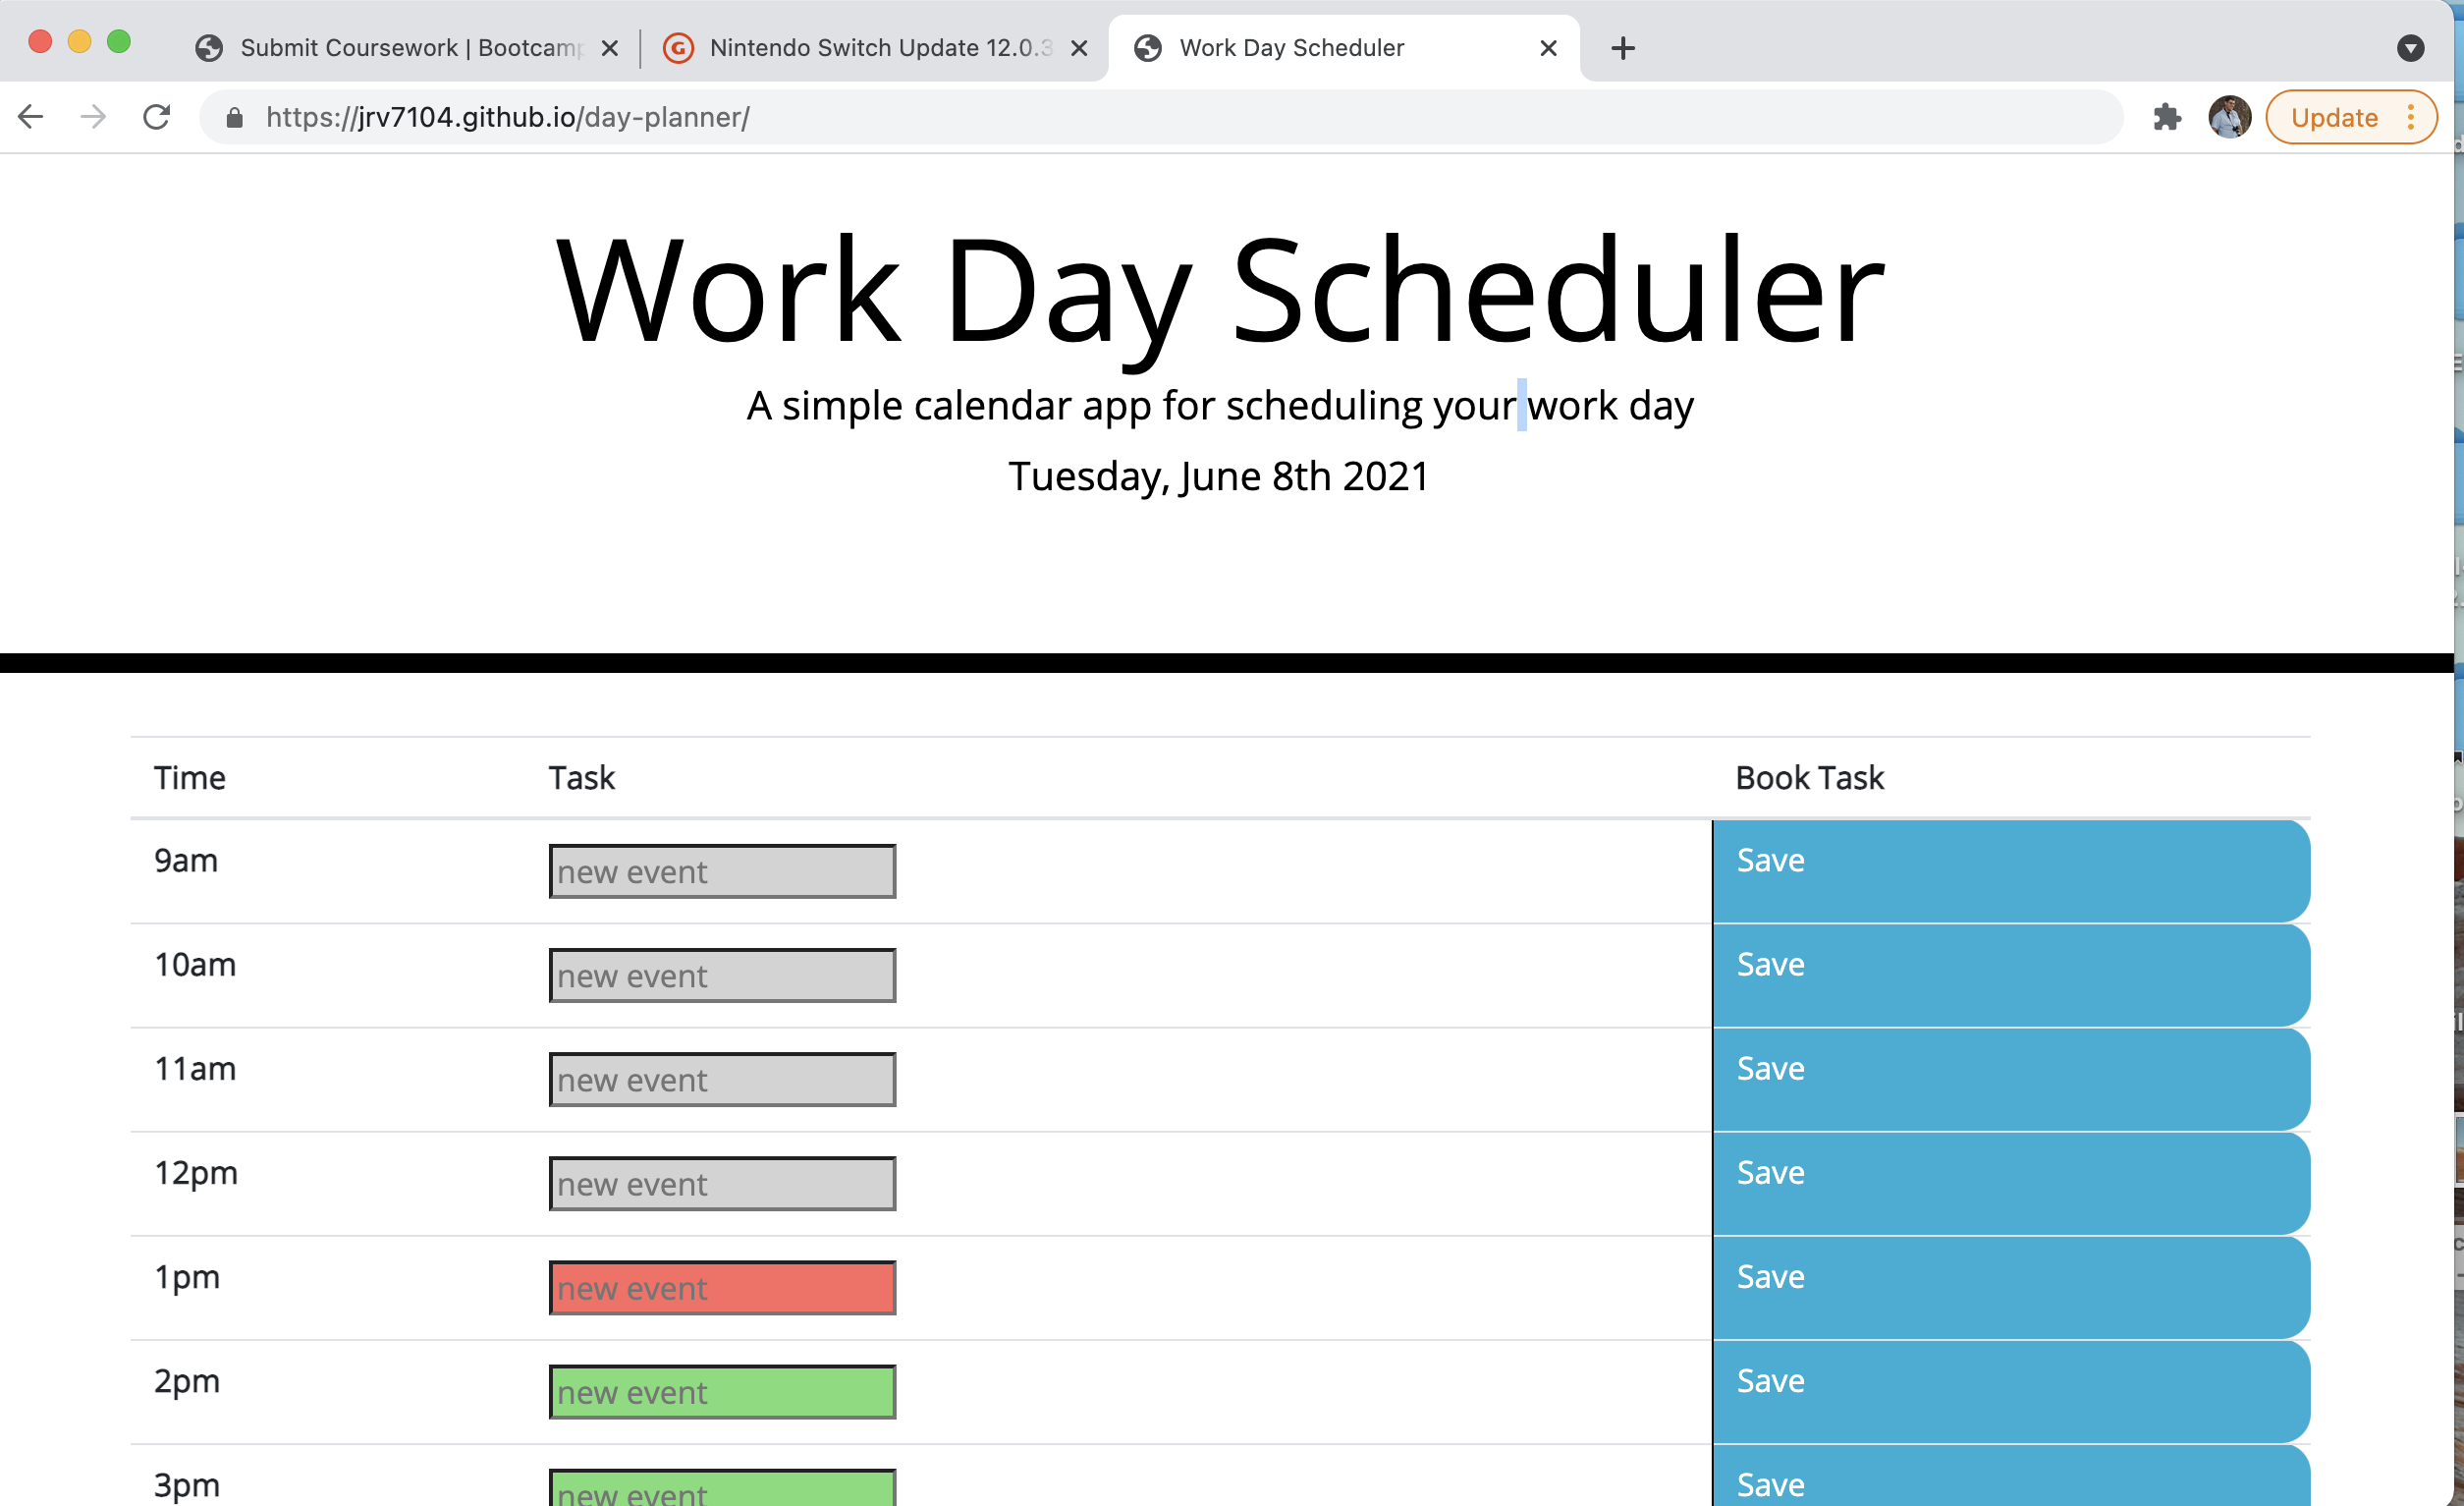 Submit Coursework | Bootcamp
Nintendo Switch Update 12.0.3
Work Day Scheduler
https://jrv7104.github.io/day-planner/
Update
Work Day Scheduler
A simple calendar app for scheduling your work day
Tuesday, June 8th 2021
Time Task Book Task
9am new event Save
10am new event Save
11am new event Save
12pm new event Save
1pm new event Save
2pm new event Save
3pm new event Save